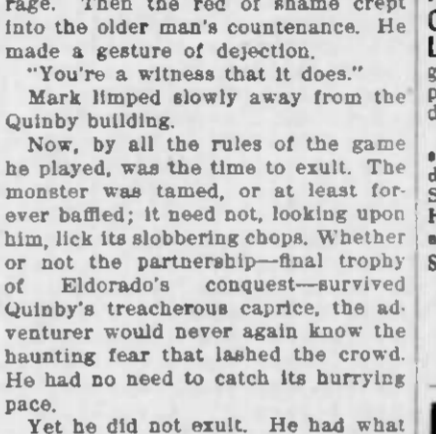 rage. Then the red of shame crept
into the older man's countenance. He
made a gesture of dejection.
"You're a witness that it does."
Mark limped slowly away from the
Quinby building.
Now, by all the rules of the game
he played, was the time to exult. The
monster was tamed, or at least for-
ever baffled; it need not, looking upon
him, lick its slobbering chops. Whether
or not the partnership—final trophy
of Eldorado's conquest—survived
Quinby's treacherous caprice, the ad-
venturer would never again know the
haunting fear that lashed the crowd.
He had no need to catch its hurrying
pace.
Yet he did not exult. He had what